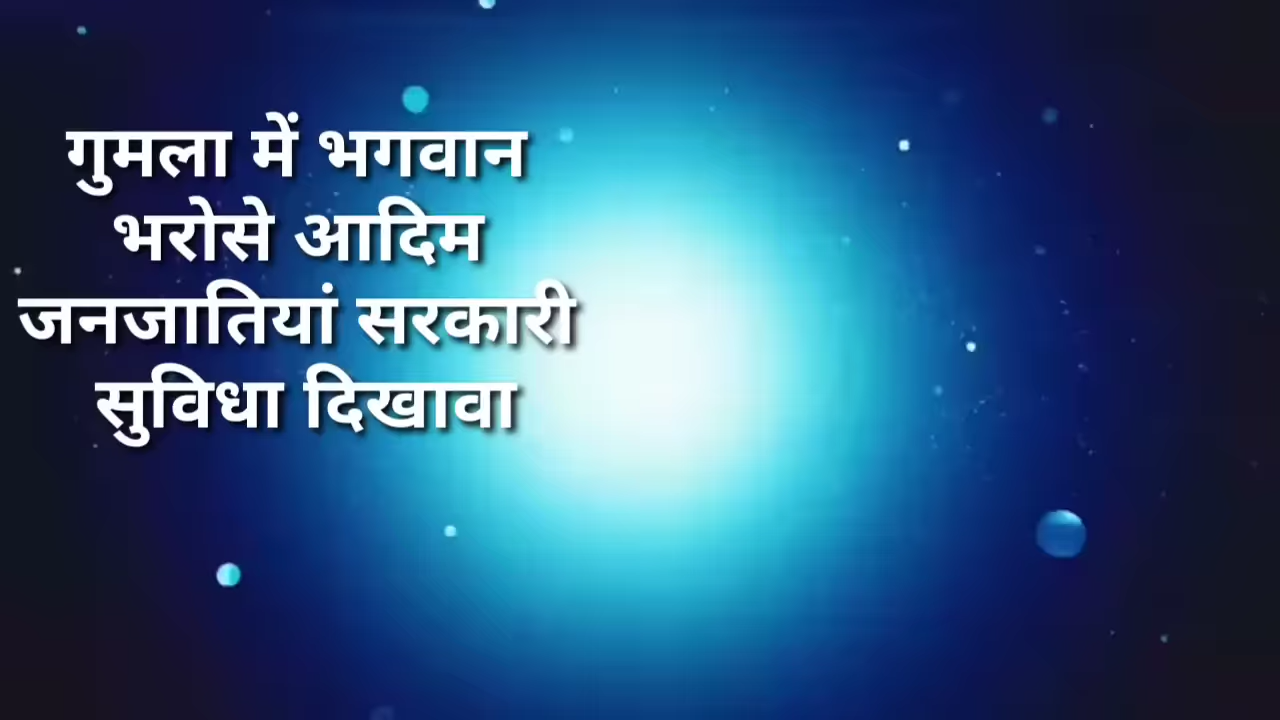 गुमला में भगवान
भरोसे आदिम
जनजातियां सरकारी
सुविधा दिखावा